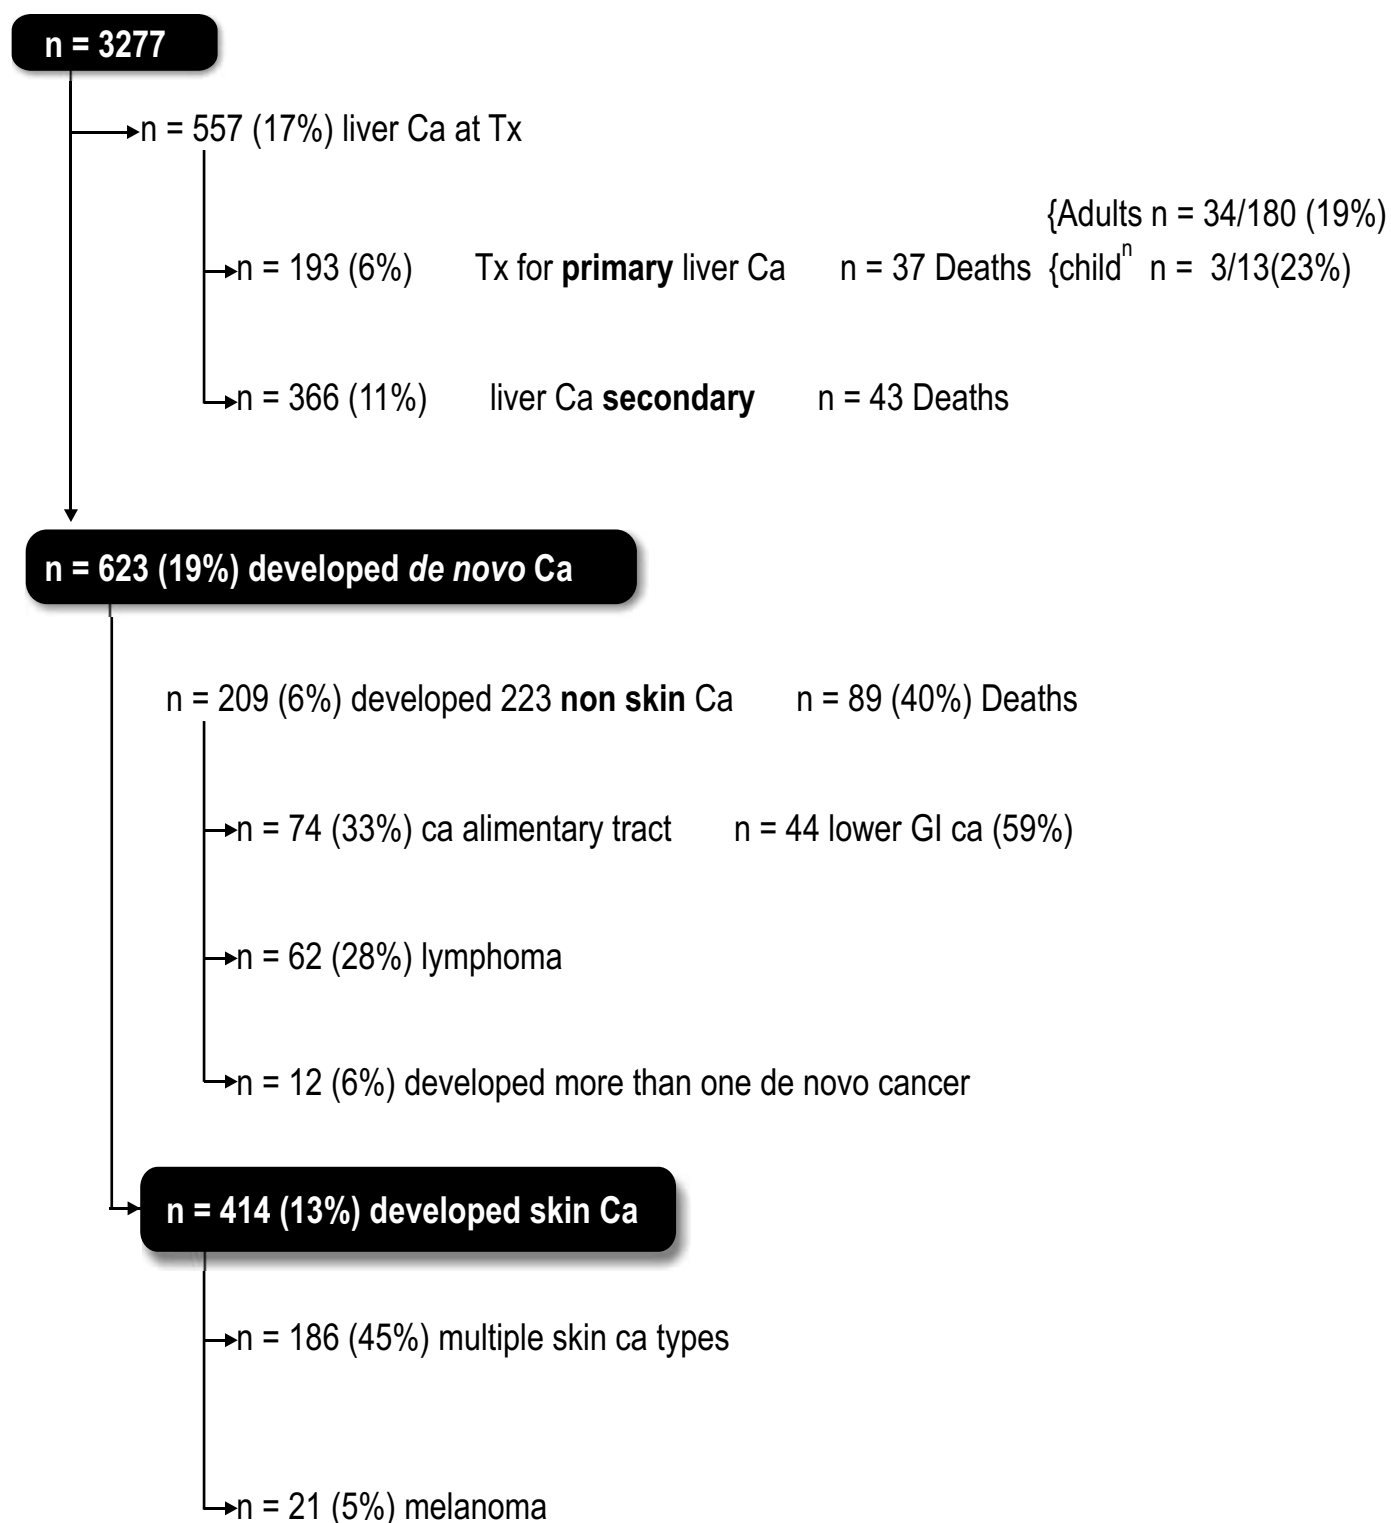 n = 3277
n = 557 (17%) liver Ca at Tx
{Adults n = 34/180 (19%)
n = 193 (6%) Tx for primary liver Ca n = 37 Deaths {child^n n = 3/13(23%)
n = 366 (11%) liver Ca secondary n = 43 Deaths
n = 623 (19%) developed de novo Ca
n = 209 (6%) developed 223 non skin Ca n = 89 (40%) Deaths
n = 74 (33%) ca alimentary tract n = 44 lower GI ca (59%)
n = 62 (28%) lymphoma
n = 12 (6%) developed more than one de novo cancer
n = 414 (13%) developed skin Ca
n = 186 (45%) multiple skin ca types
n = 21 (5%) melanoma